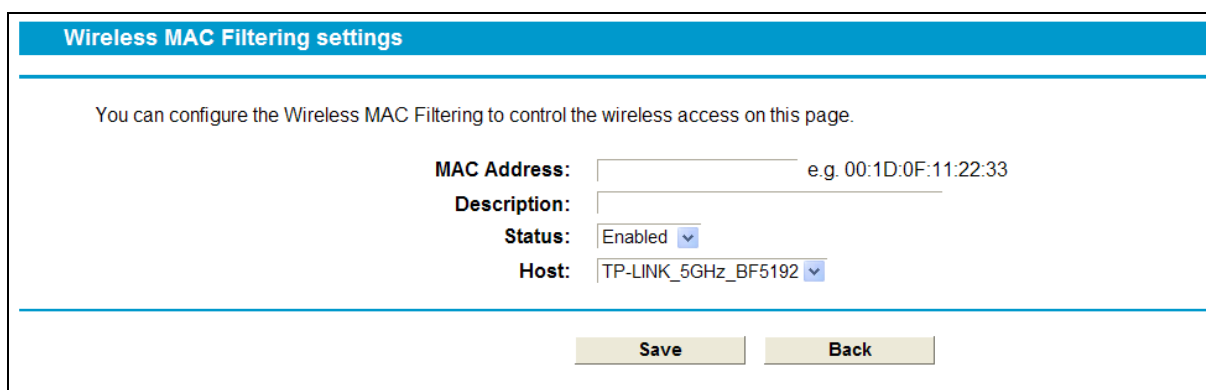 Wireless MAC Filtering settings
You can configure the Wireless MAC Filtering to control the wireless access on this page.
MAC Address: e.g. 00:1D:0F:11:22:33
Description:
Status: Enabled
Host: TP-LINK_5GHz_BF5192
Save Back